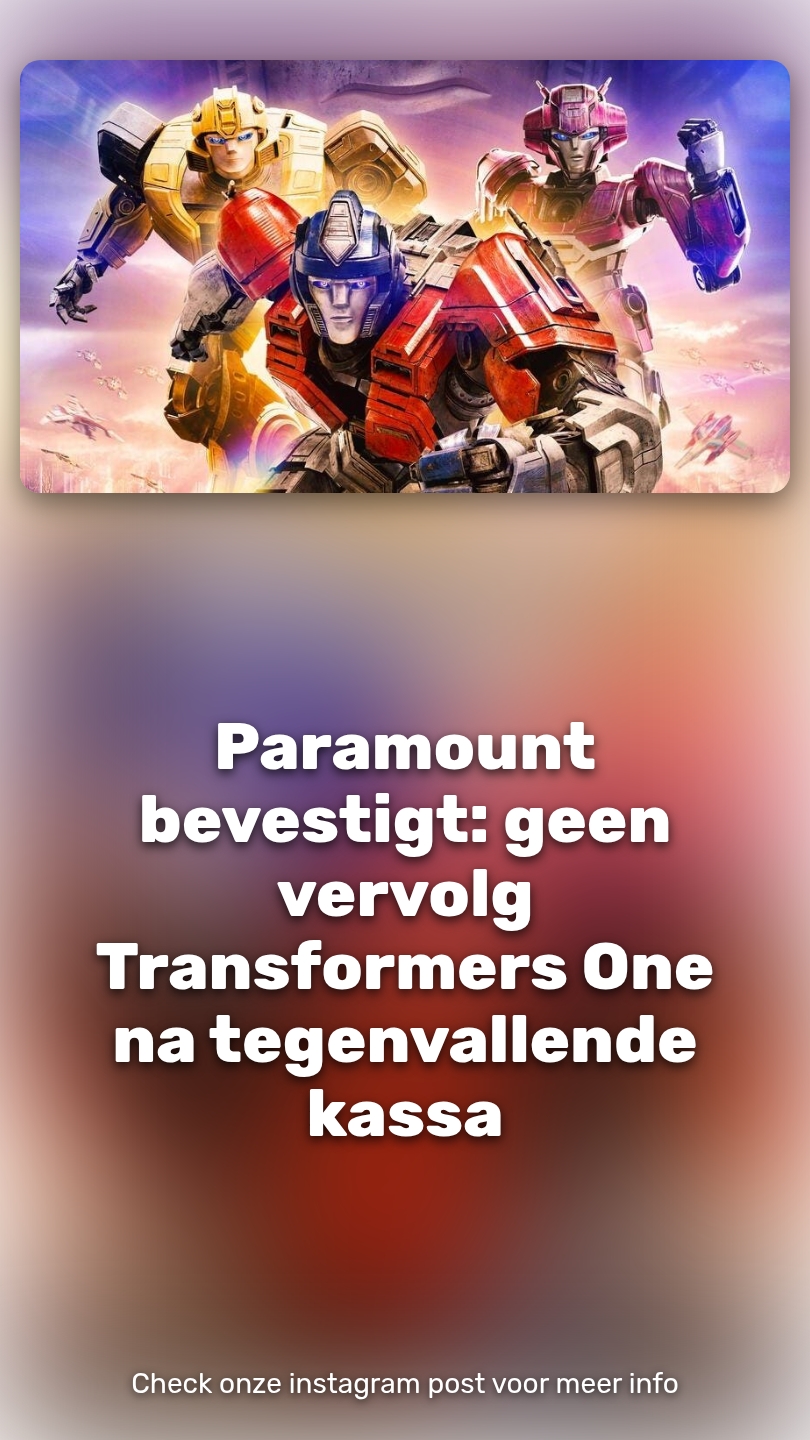 Paramount
bevestigt: geen
vervolg
Transformers One
na tegenvallende
kassa
Check onze instagram post voor meer info